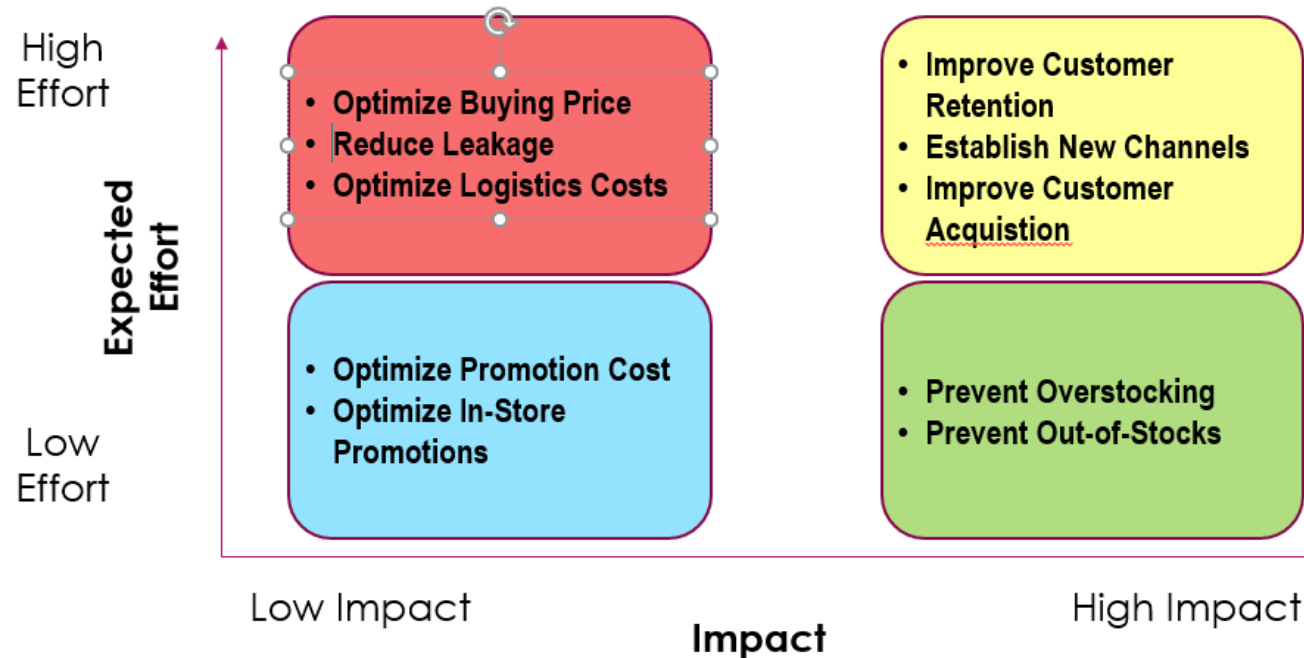 High
Effort
• Optimize Buying Price
• Reduce Leakage
• Optimize Logistics Costs
• Improve Customer
Retention
• Establish New Channels
• Improve Customer
Acquistion
Expected
Effort
• Optimize Promotion Cost
• Optimize In-Store
Promotions
• Prevent Overstocking
• Prevent Out-of-Stocks
Low
Effort
Low Impact
High Impact
Impact